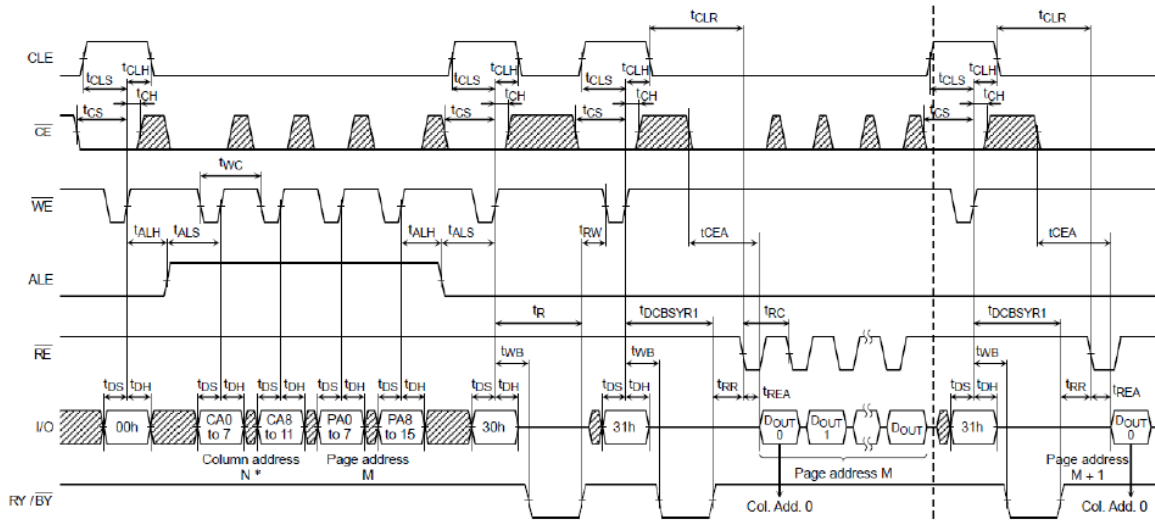 tCLR tCLR
CLE
tCLS tCLH tCLS tCLH tCLS tCLH tCLS tCLH
tCS tCH tCS tCS tCH tCS tCH
CE
tWC
WE
tALH tALS tALH tALS tRW tCEA tCEA
ALE
tR tDCBSYR1 tRC tDCBSYR1
RE
tWB tWB tWB
tDS tDH tDS tDH tDS tDH tDS tDH tDS tDH tDS tDH tDS tDH tRR tREA tDS tDH tRR tREA
I/O 00h CA0 to 7 CA8 to 11 PA0 to 7 PA8 to 15 30h 31h DOUT 0 DOUT 1 DOUT 31h DOUT 0
Column address N * Page address M Page address M Page address M + 1
RY /BY Col. Add. 0 Col. Add. 0